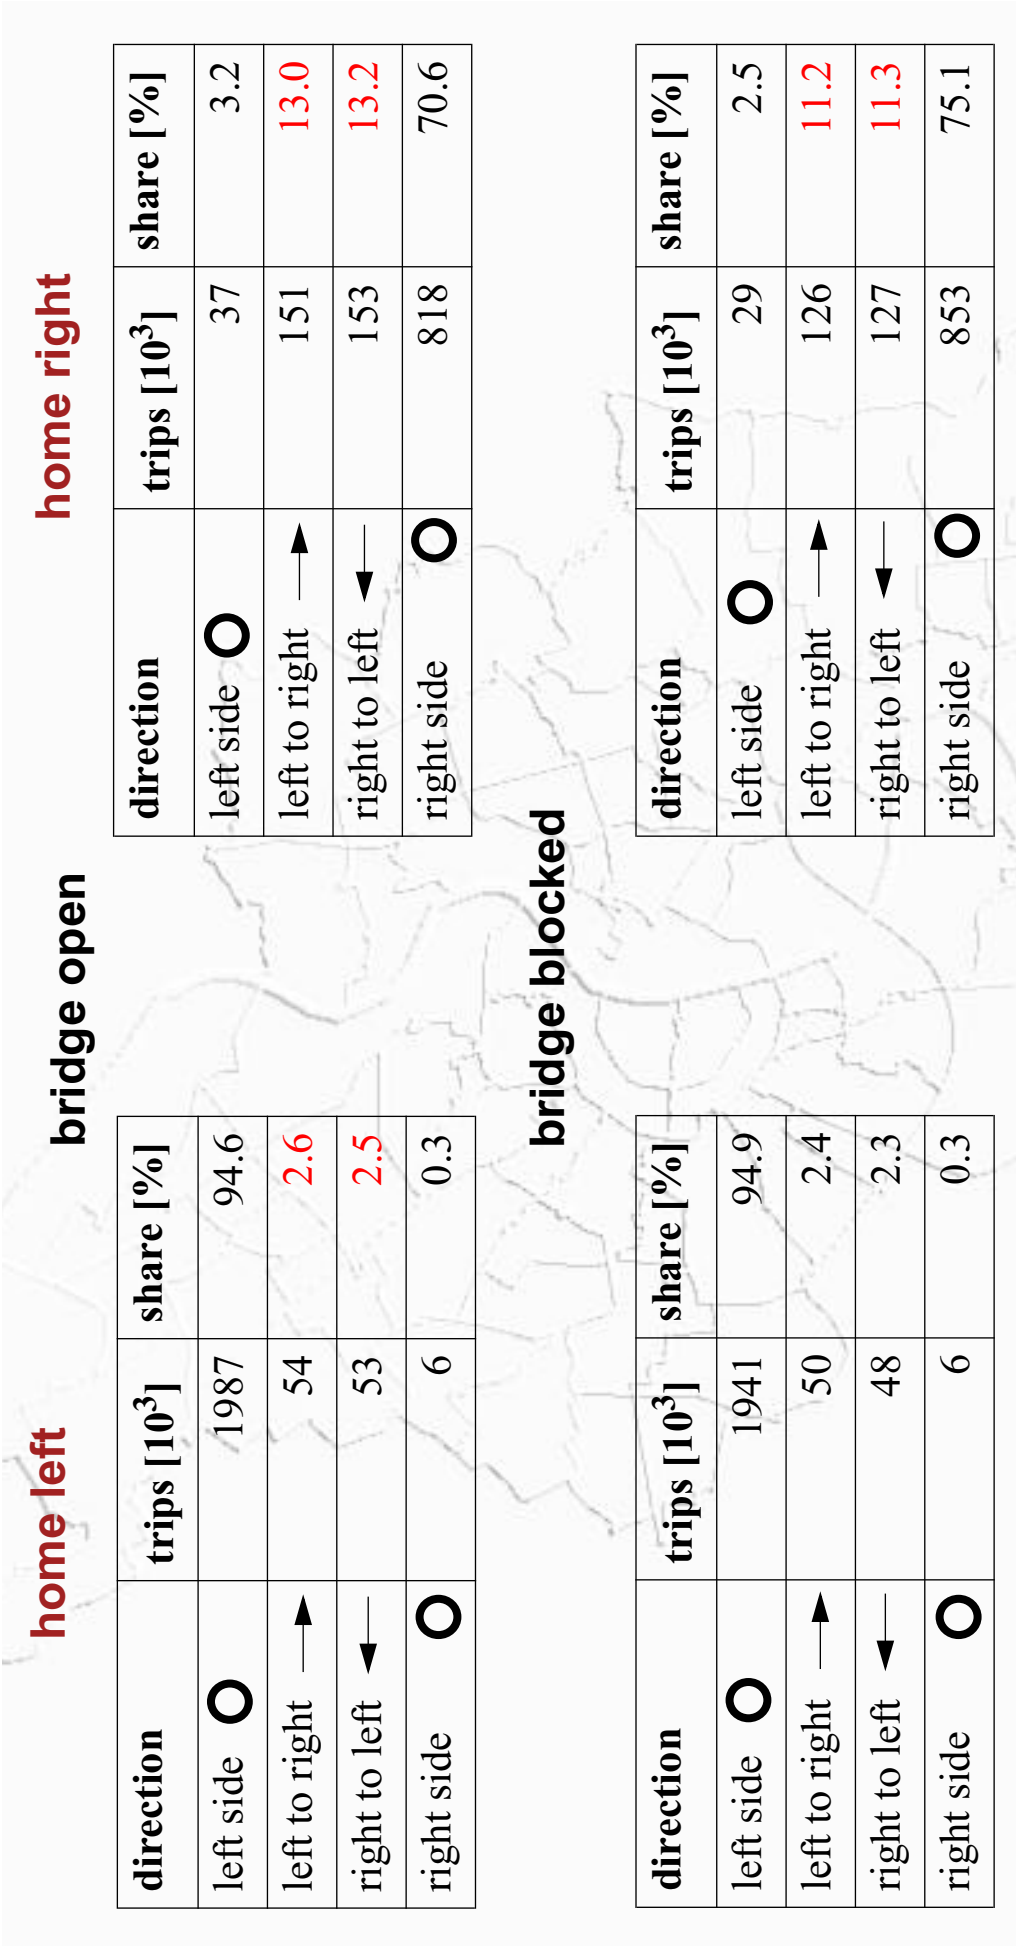 home left
home right
bridge open
direction trips [10³] share [%]
left side 1987 94.6
left to right 54 2.6
right to left 53 2.5
right side 6 0.3
direction trips [10³] share [%]
left side 37 3.2
left to right 151 13.0
right to left 153 13.2
right side 818 70.6
bridge blocked
direction trips [10³] share [%]
left side 1941 94.9
left to right 50 2.4
right to left 48 2.3
right side 6 0.3
direction trips [10³] share [%]
left side 29 2.5
left to right 126 11.2
right to left 127 11.3
right side 853 75.1